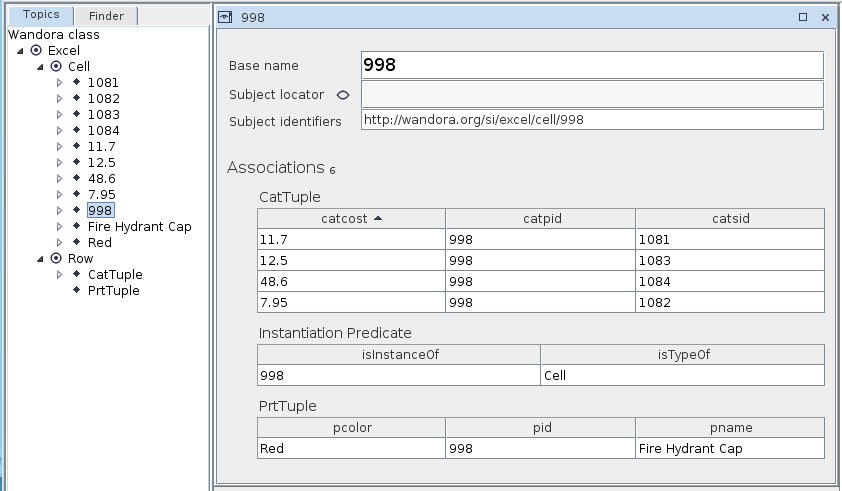 Topics Finder
Wandora class
Excel
Cell
1081
1082
1083
1084
11.7
12.5
48.6
7.95
998
Fire Hydrant Cap
Red
Row
CatTuple
PrtTuple
998
Base name 998
Subject locator
Subject identifiers http://wandora.org/si/excel/cell/998
Associations 6
CatTuple
catcost catpid catsid
11.7 998 1081
12.5 998 1083
48.6 998 1084
7.95 998 1082
Instantiation Predicate
isInstanceOf isTypeOf
998 Cell
PrtTuple
pcolor pid pname
Red 998 Fire Hydrant Cap